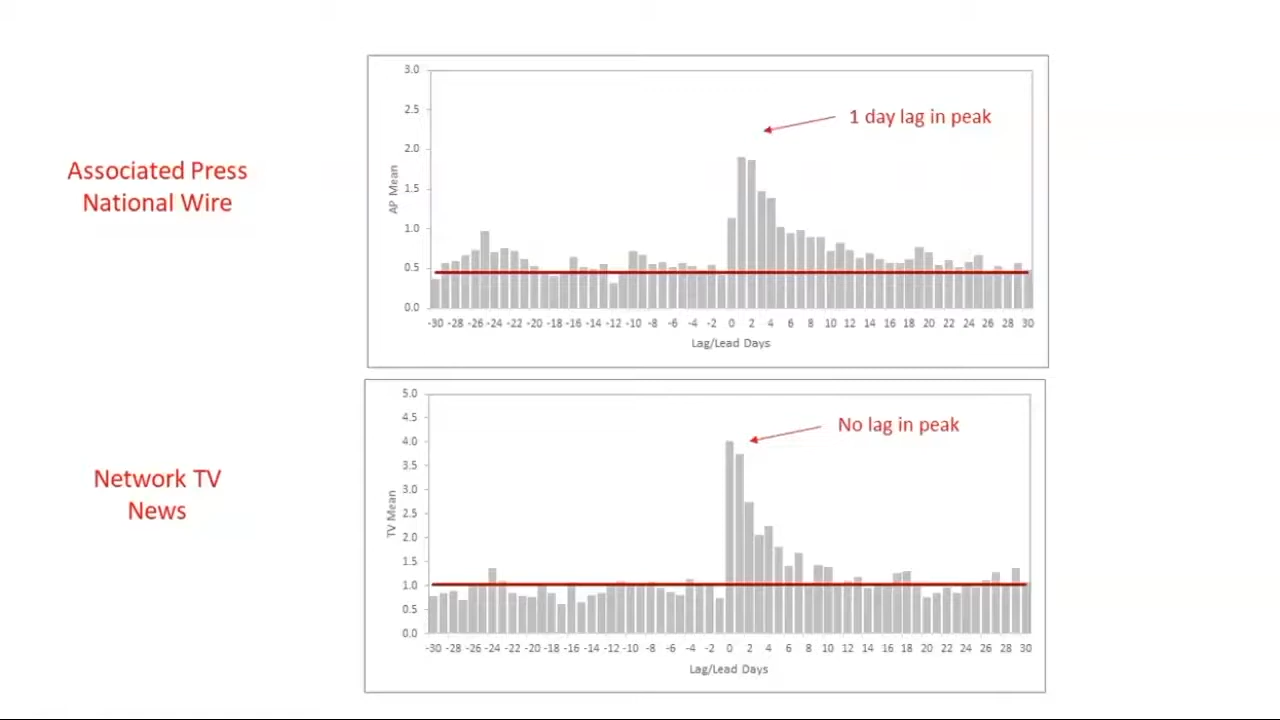 Associated Press
National Wire
3.0
2.5
2.0
1.5
1.0
0.5
0.0
AP Mean
1 day lag in peak
-30 -28 -26 -24 -22 -20 -18 -16 -14 -12 -10 -8 -6 -4 -2 0 2 4 6 8 10 12 14 16 18 20 22 24 26 28 30
Lag/Lead Days
Network TV
News
5.0
4.5
4.0
3.5
3.0
2.5
2.0
1.5
1.0
0.5
0.0
TV Mean
No lag in peak
-30 -28 -26 -24 -22 -20 -18 -16 -14 -12 -10 -8 -6 -4 -2 0 2 4 6 8 10 12 14 16 18 20 22 24 26 28 30
Lag/Lead Days